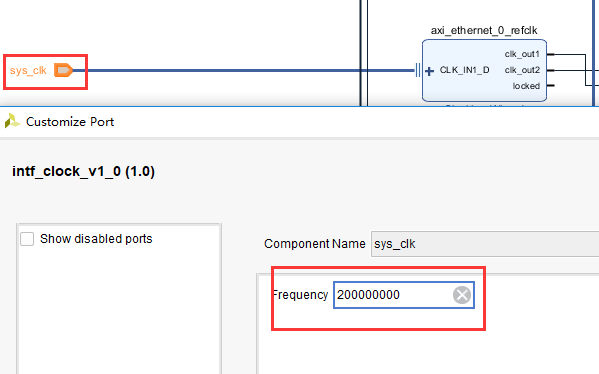 axi_ethernet_0_refclk
sys_clk
CLK_IN1_D
clk_out1
clk_out2
locked
Customize Port
intf_clock_v1_0 (1.0)
Show disabled ports
Component Name sys_clk
Frequency 200000000